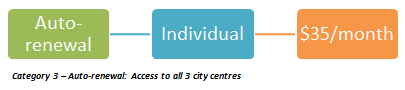 Auto-
renewal
Individual
$35/month
Category 3 – Auto-renewal: Access to all 3 city centres